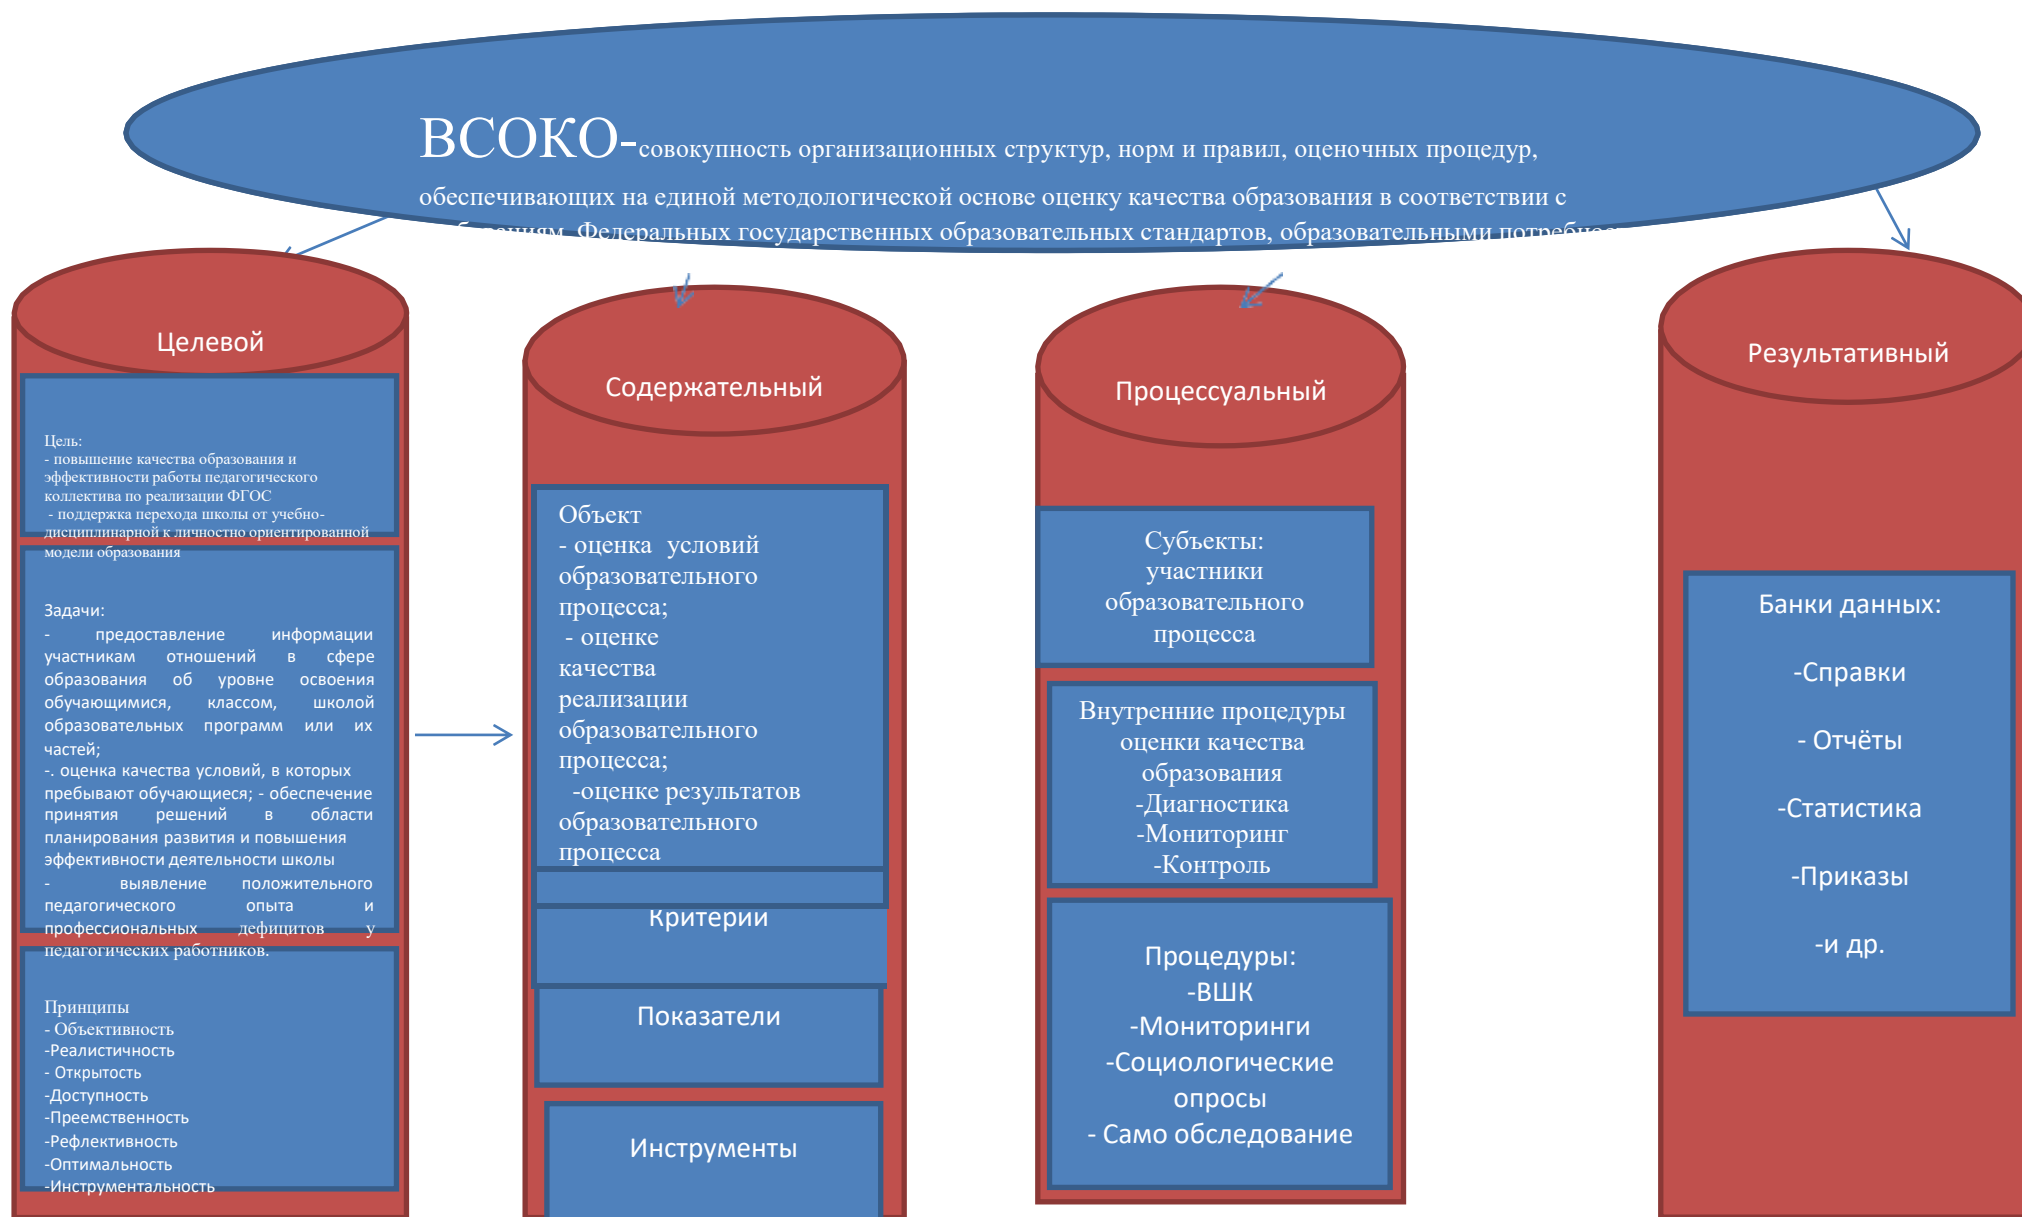 ВСОКО-совокупность организационных структур, норм и правил, оценочных процедур,
обеспечивающих на единой методологической основе оценку качества образования в соответствии с
Федеральных государственных образовательных стандартов, образовательными
Целевой
Цель:
- повышение качества образования и
эффективности работы педагогического
коллектива по реализации ФГОС
- поддержка перехода школы от учебно-
дисциплинарной к личностно ориентированной
модели образования
Задачи:
- предоставление информации
участникам отношений в сфере
образования об уровне освоения
обучающимися, классом, школой
образовательных программ или их
частей;
-. оценка качества условий, в которых
пребывают обучающиеся; - обеспечение
принятия решений в области
планирования развития и повышения
эффективности деятельности школы
- выявление положительного
педагогического опыта и
профессиональных дефицитов у
педагогических работников.
Принципы
- Объективность
-Реалистичность
- Открытость
-Доступность
-Преемственность
-Рефлективность
-Оптимальность
-Инструментальность
Содержательный
Объект
- оценка условий
образовательного
процесса;
- оценке
качества
реализации
образовательного
процесса;
-оценке результатов
образовательного
процесса
Критерии
Показатели
Инструменты
Процессуальный
Субъекты:
участники
образовательного
процесса
Внутренние процедуры
оценки качества
образования
-Диагностика
-Мониторинг
-Контроль
Процедуры:
-ВШК
-Мониторинги
-Социологические
опросы
- Само обследование
Результативный
Банки данных:
-Справки
- Отчёты
-Статистика
-Приказы
-и др.